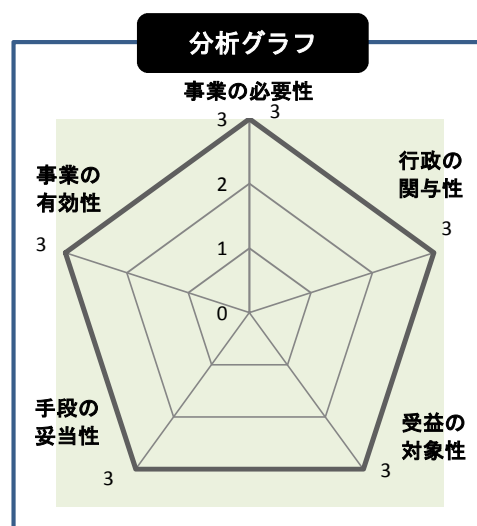 分析グラフ
事業の必要性
3
3
行政の
関与性
3
事業の
有効性
3
2
1
0
手段の
妥当性
3
受益の
対象性
3